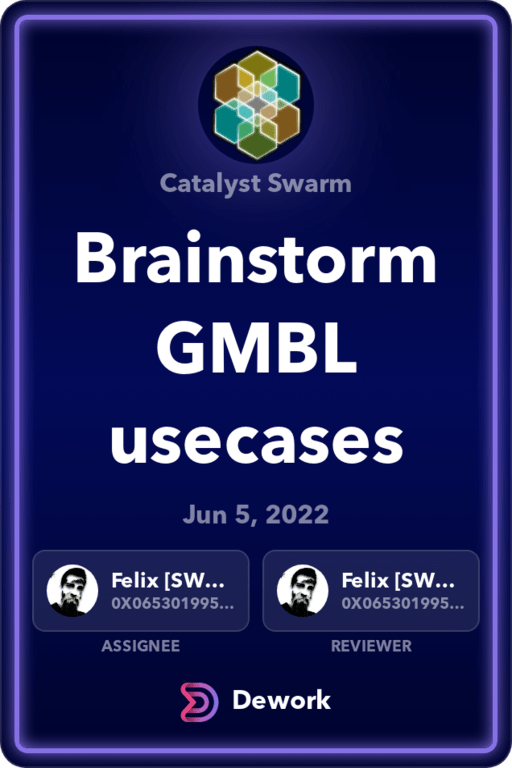 Catalyst Swarm
Brainstorm
GMBL
usecases
Jun 5, 2022
Felix [SW...
0X065301995...
Felix [SW...
0X065301995...
ASSIGNEE
REVIEWER
Dework